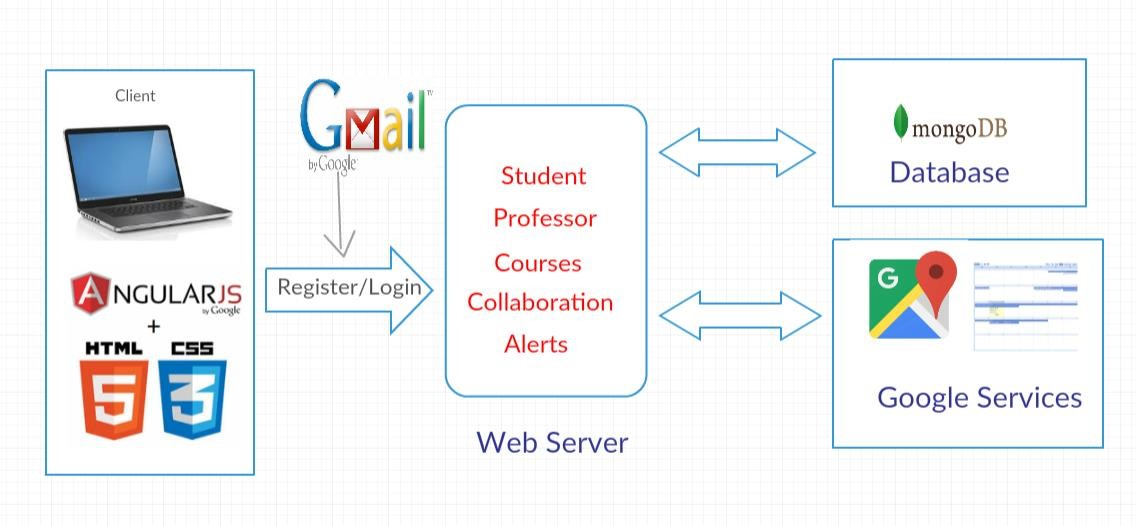 Client
ANGULARJS
by Google
+
HTML CSS
5 3
Gmail
TM
by Google
Register/Login
Student
Professor
Courses
Collaboration
Alerts
Web Server
mongoDB
Database
G
Google Services